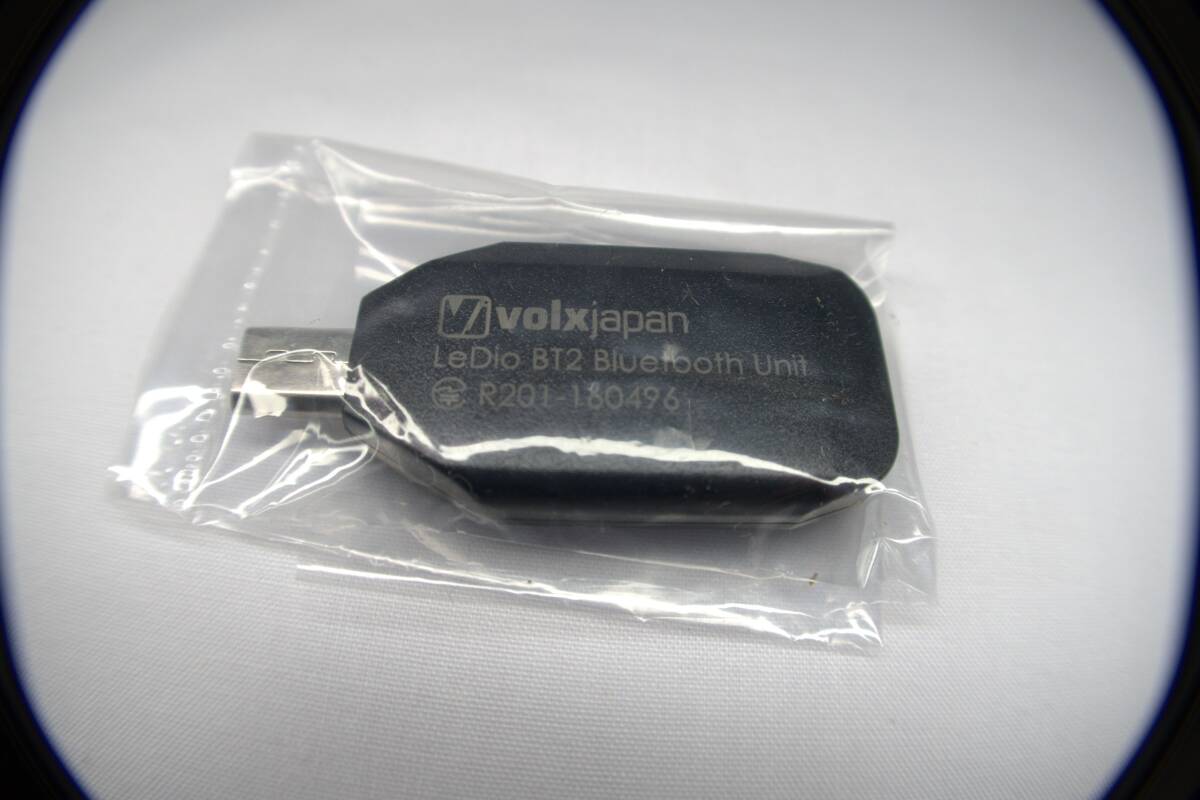 volxjapan
LeDio BT2 Bluetooth Unit
R201-180496